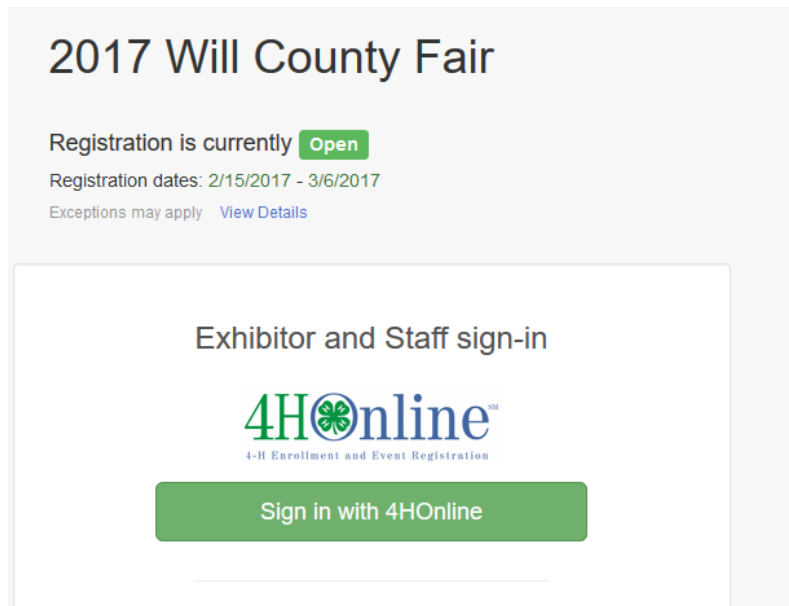 2017 Will County Fair
Registration is currently Open
Registration dates: 2/15/2017 - 3/6/2017
Exceptions may apply View Details
Exhibitor and Staff sign-in
4HOnline SM
4-H Enrollment and Event Registration
Sign in with 4HOnline